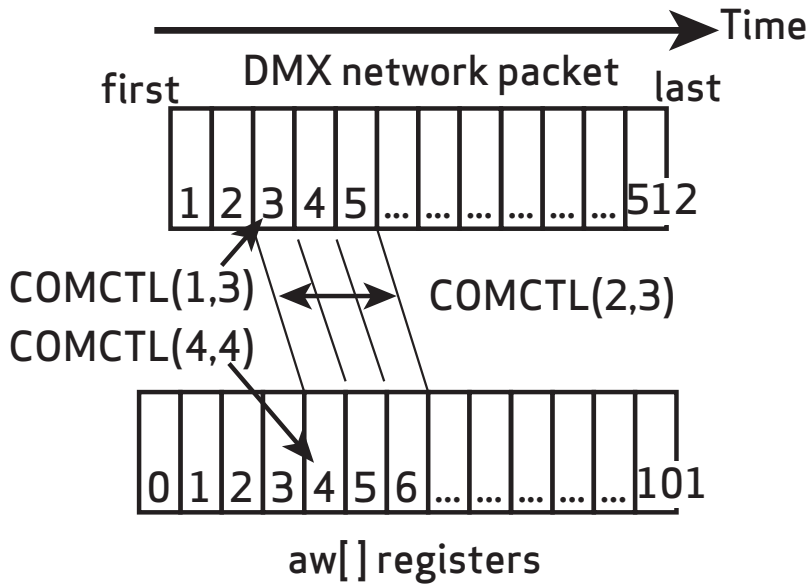 Time
DMX network packet
first
last
1 2 3 4 5 ... ... ... ... ... ... 512
COMCTL(1,3)
COMCTL(2,3)
COMCTL(4,4)
0 1 2 3 4 5 6 ... ... ... ... ... 101
aw[ ] registers